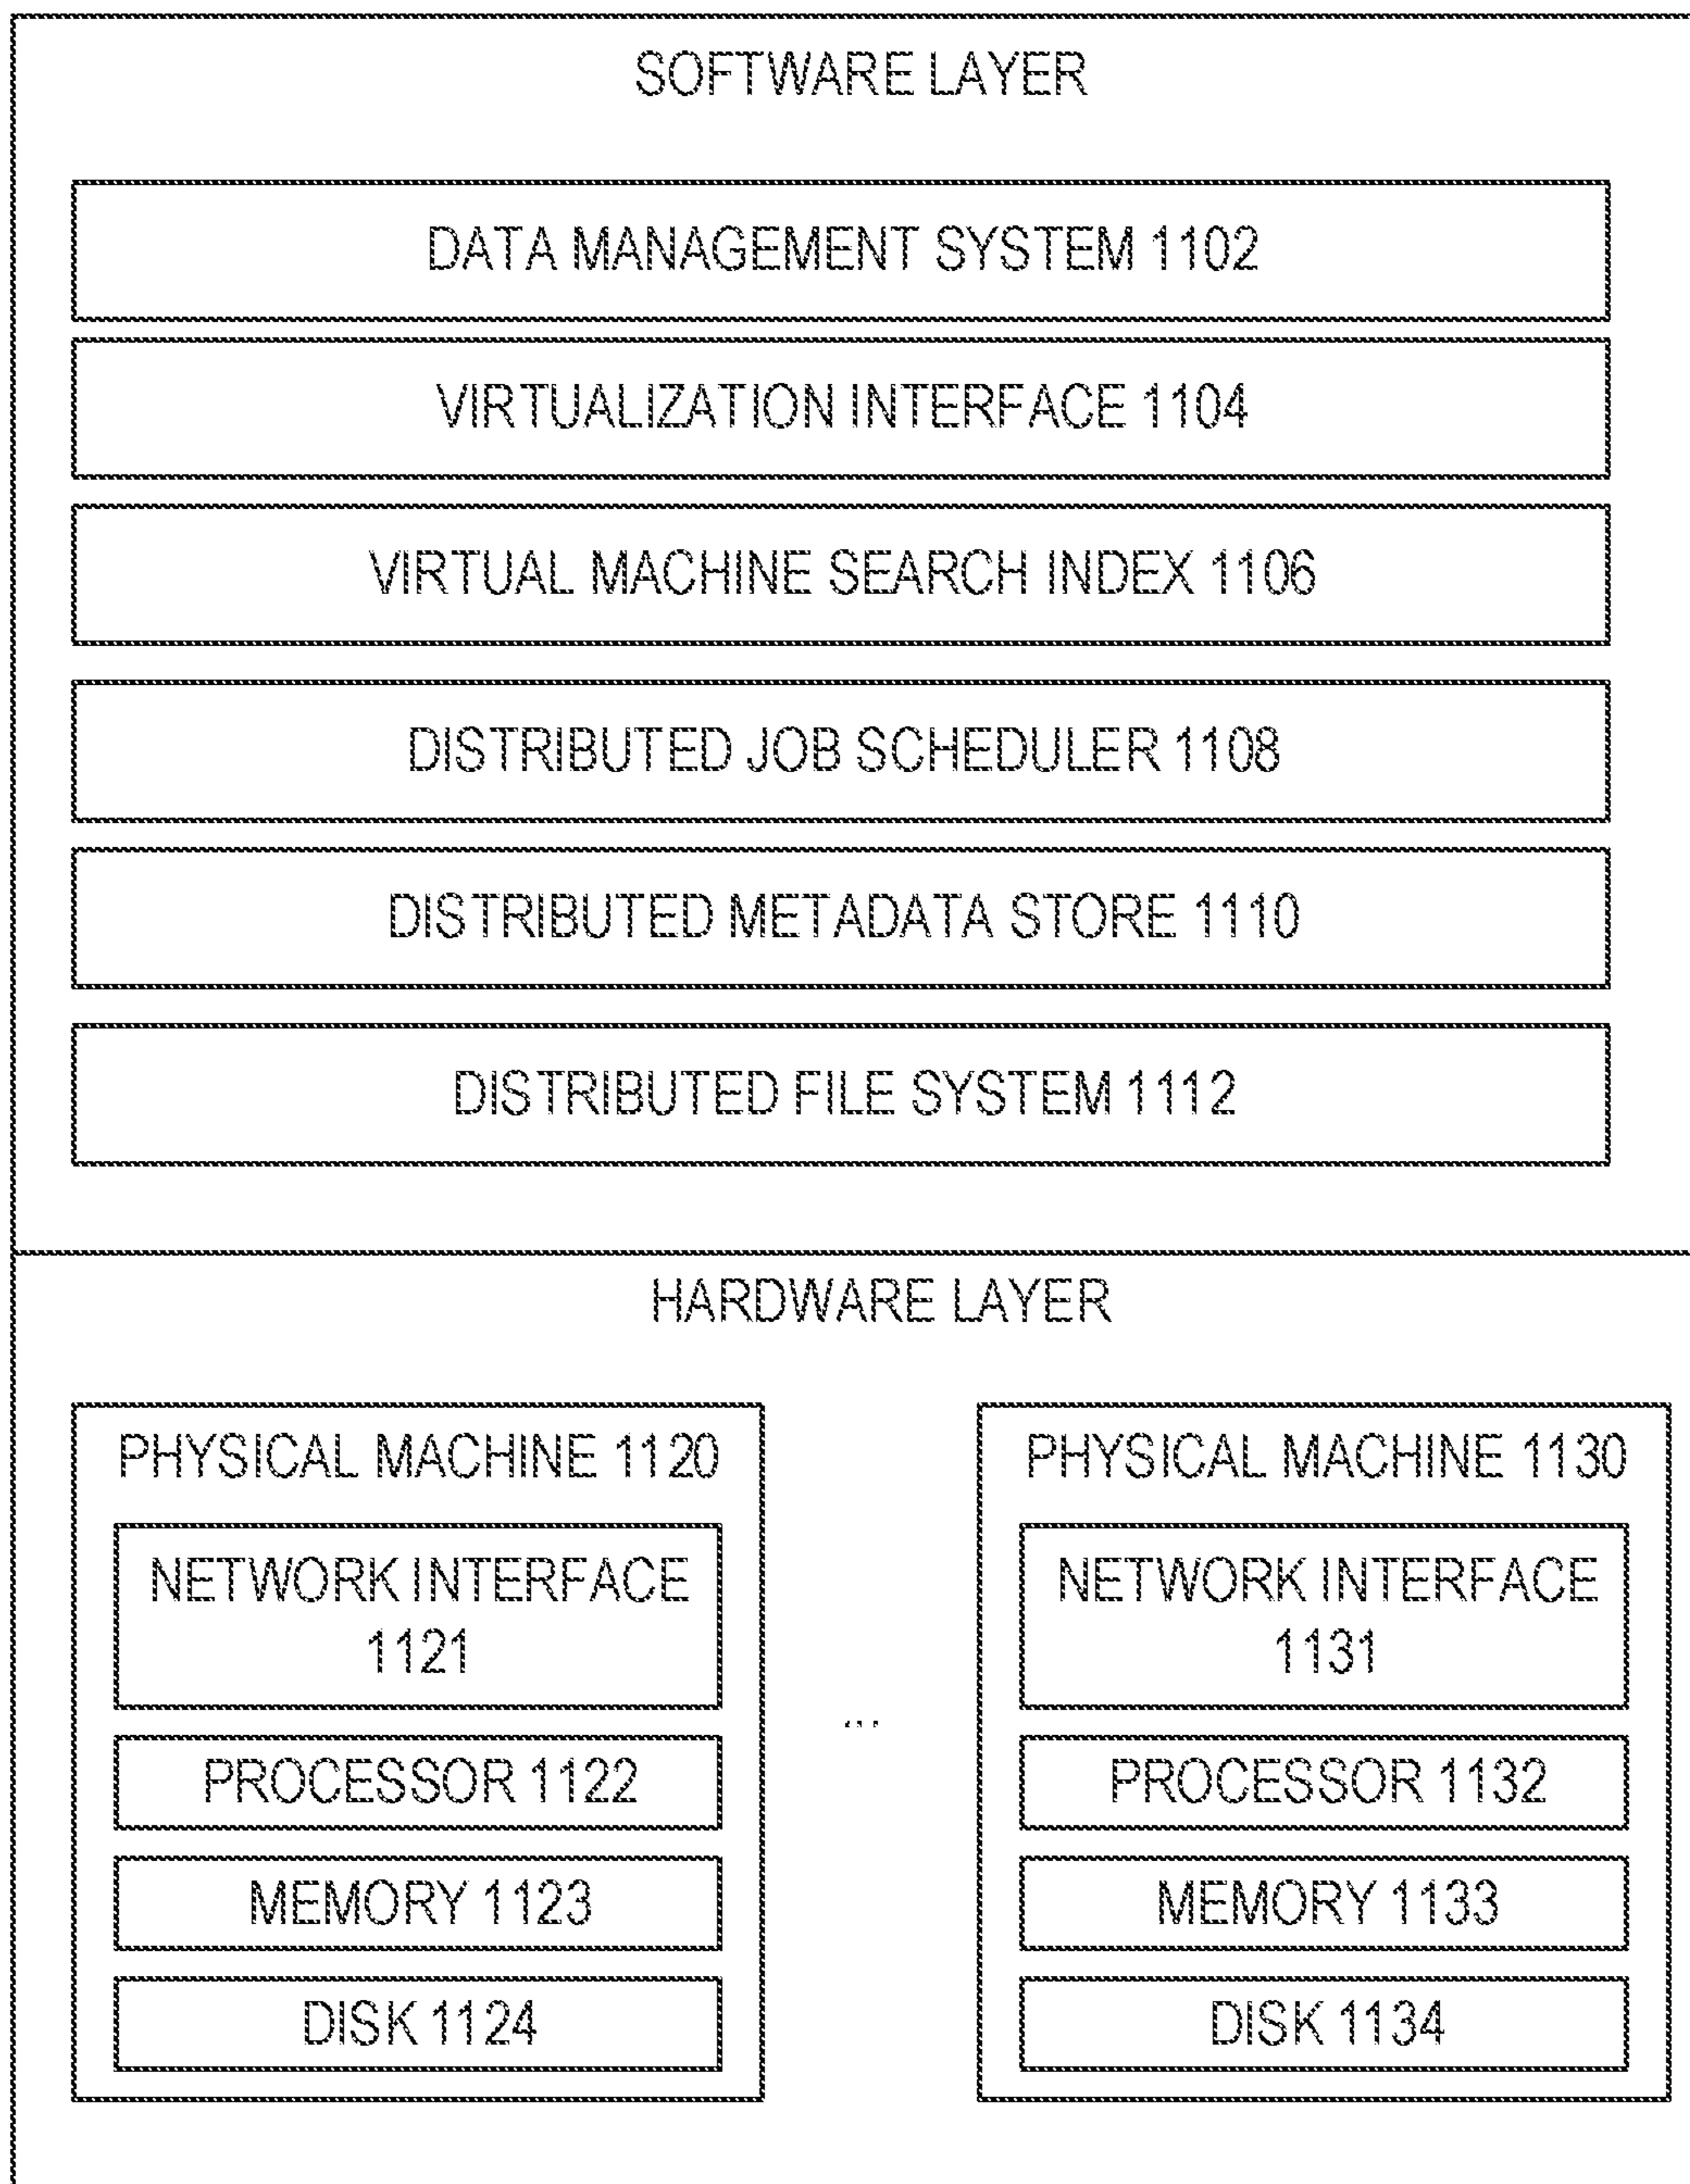 SOFTWARE LAYER
DATA MANAGEMENT SYSTEM 1102
VIRTUALIZATION INTERFACE 1104
VIRTUAL MACHINE SEARCH INDEX 1106
DISTRIBUTED JOB SCHEDULER 1108
DISTRIBUTED METADATA STORE 1110
DISTRIBUTED FILE SYSTEM 1112
HARDWARE LAYER
PHYSICAL MACHINE 1120
NETWORK INTERFACE
1121
PROCESSOR 1122
MEMORY 1123
DISK 1124
...
PHYSICAL MACHINE 1130
NETWORK INTERFACE
1131
PROCESSOR 1132
MEMORY 1133
DISK 1134